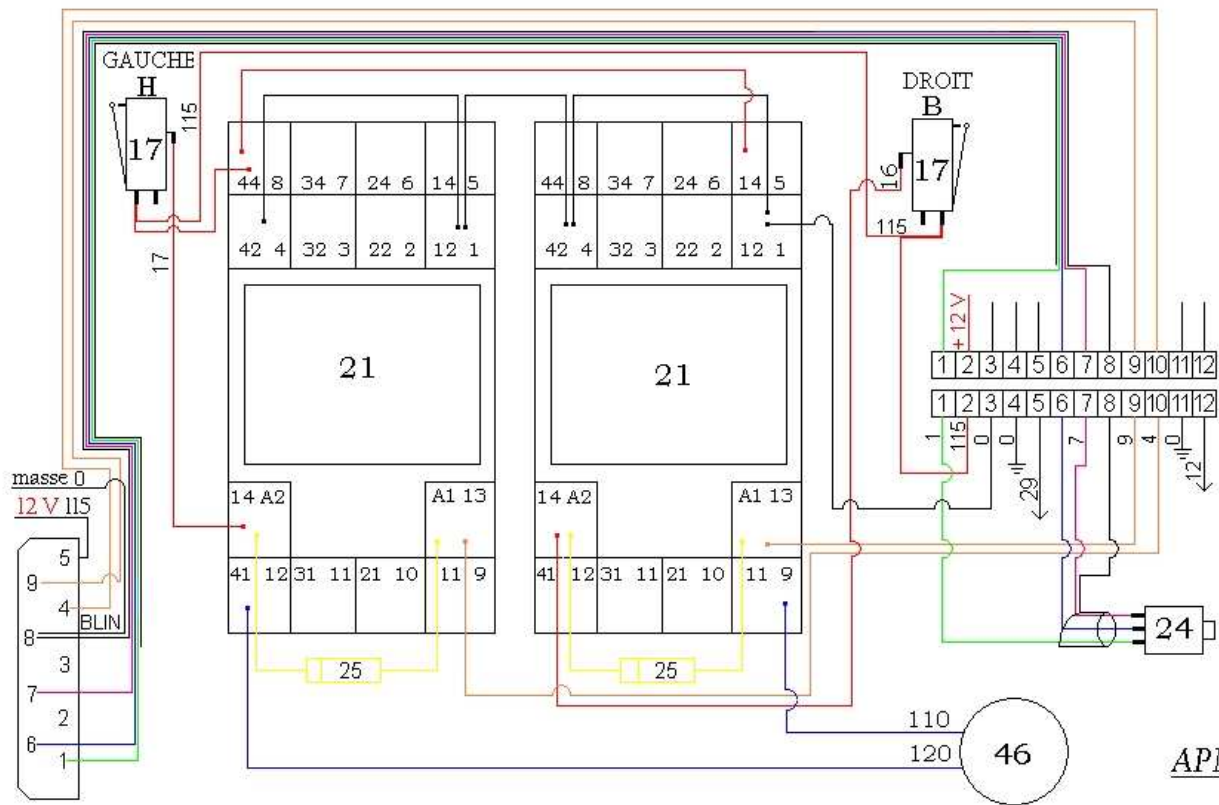 GAUCHE
H
17
115
17
DROIT
B
17
16
115
44 8 34 7 24 6 14 5
42 4 32 3 22 2 12 1
21
14 A2 A1 13
41 12 31 11 21 10 11 9
25
44 8 34 7 24 6 14 5
42 4 32 3 22 2 12 1
21
14 A2 A1 13
41 12 31 11 21 10 11 9
25
+ 12 V
1 2 3 4 5 6 7 8 9 10 11 12
1 2 3 4 5 6 7 8 9 10 11 12
1 115 0 0 29 7 9 4 0 12
24
masse 0
12 V 115
5
9
4
BLIN
8
3
7
2
6
1
110
120
46